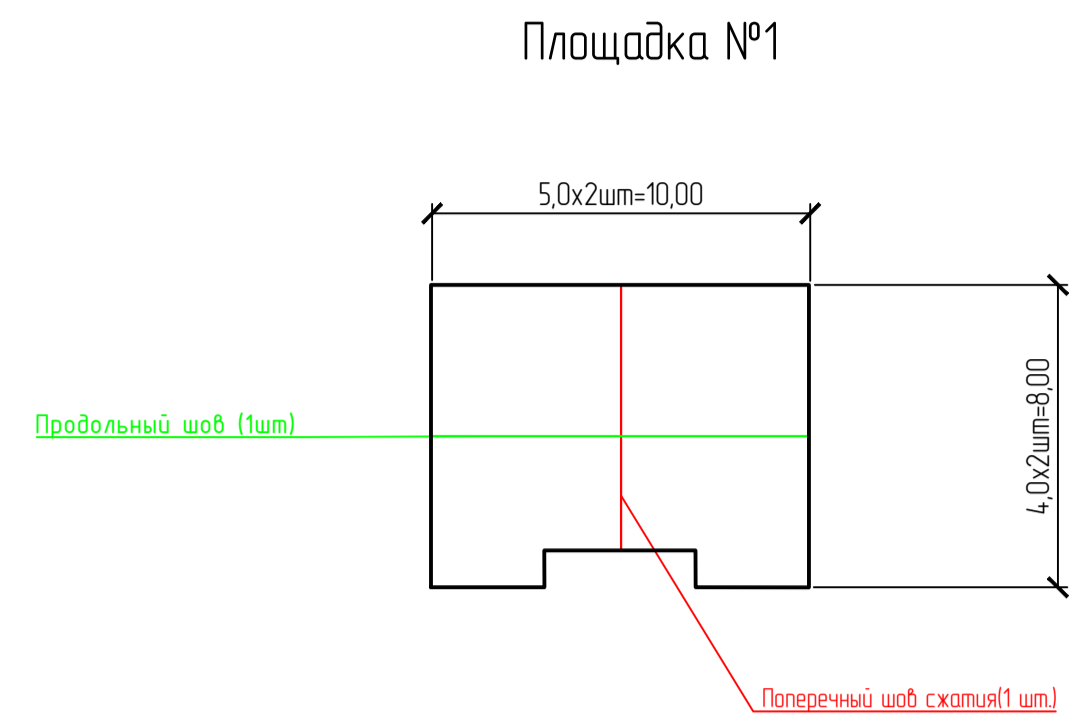 Площадка №1
5,0х2шт=10,00
4,0х2шт=8,00
Продольный шов (1шт)
Поперечный шов сжатия(1 шт.)